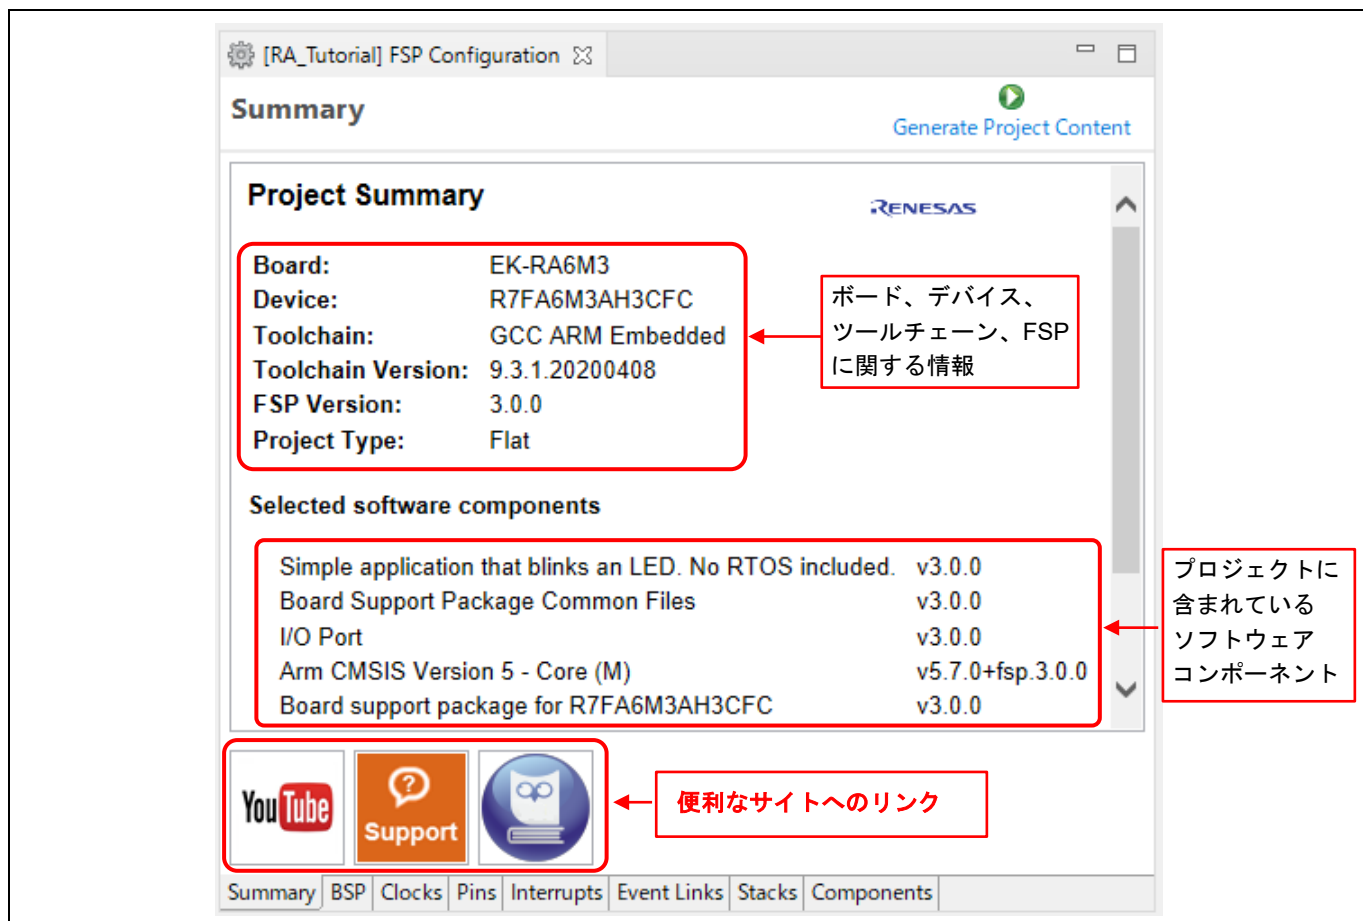 [RA_Tutorial] FSP Configuration
Summary
Generate Project Content
Project Summary
RENESAS
Board: EK-RA6M3
Device: R7FA6M3AH3CFC
Toolchain: GCC ARM Embedded
Toolchain Version: 9.3.1.20200408
FSP Version: 3.0.0
Project Type: Flat
ボード、デバイス、
ツールチェーン、FSP
に関する情報
Selected software components
Simple application that blinks an LED. No RTOS included. v3.0.0
Board Support Package Common Files v3.0.0
I/O Port v3.0.0
Arm CMSIS Version 5 - Core (M) v5.7.0+fsp.3.0.0
Board support package for R7FA6M3AH3CFC v3.0.0
プロジェクトに
含まれている
ソフトウェア
コンポーネント
YouTube
Support
便利なサイトへのリンク
Summary BSP Clocks Pins Interrupts Event Links Stacks Components